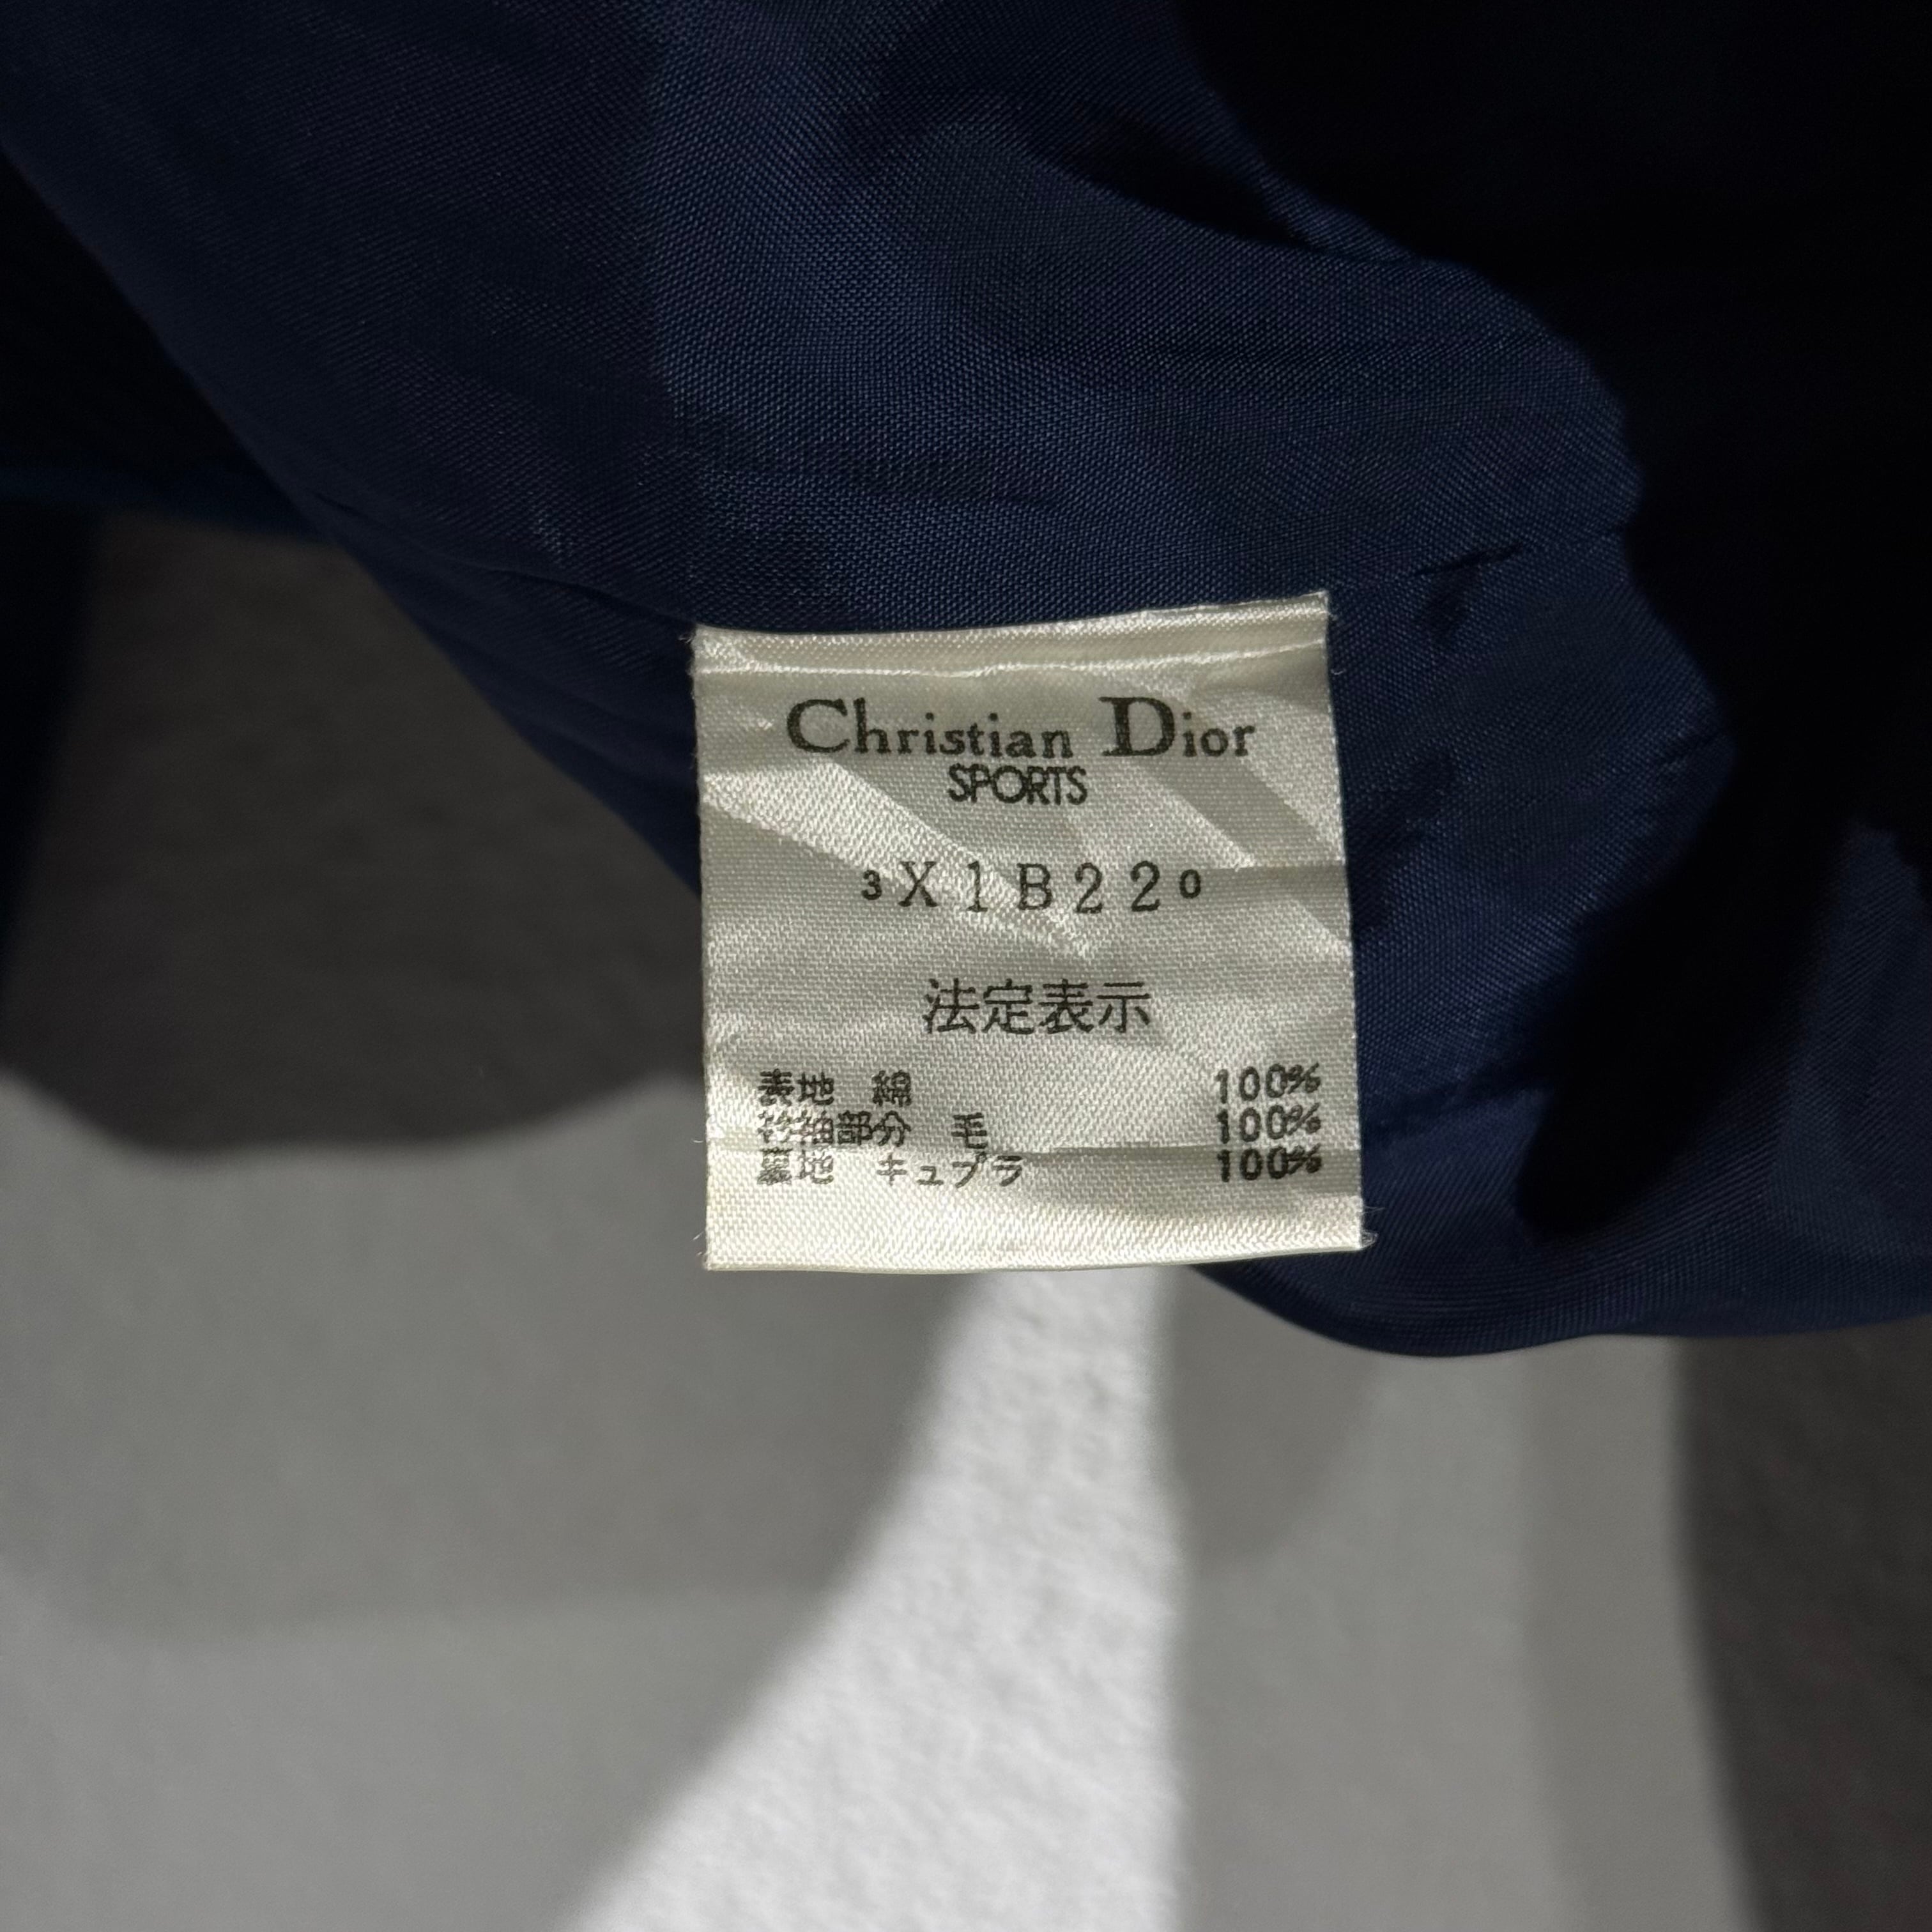 Christian Dior
SPORTS
3X1B220
法定表示
表地 綿 100%
衿袖部分 毛 100%
裏地 キュプラ 100%